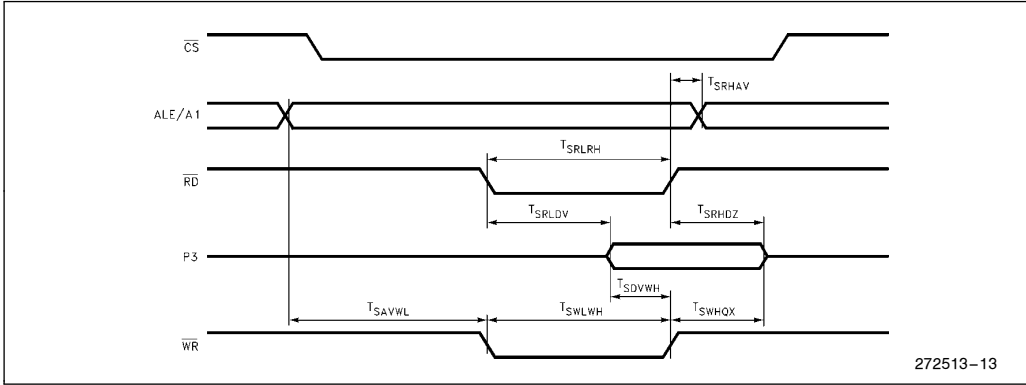 CS
T_SRHAV
ALE/A1
T_SRLRH
RD
T_SRLDV
T_SRHDZ
P3
T_SDVWH
T_SAVWL
T_SWLWH
T_SWHQX
WR
272513–13